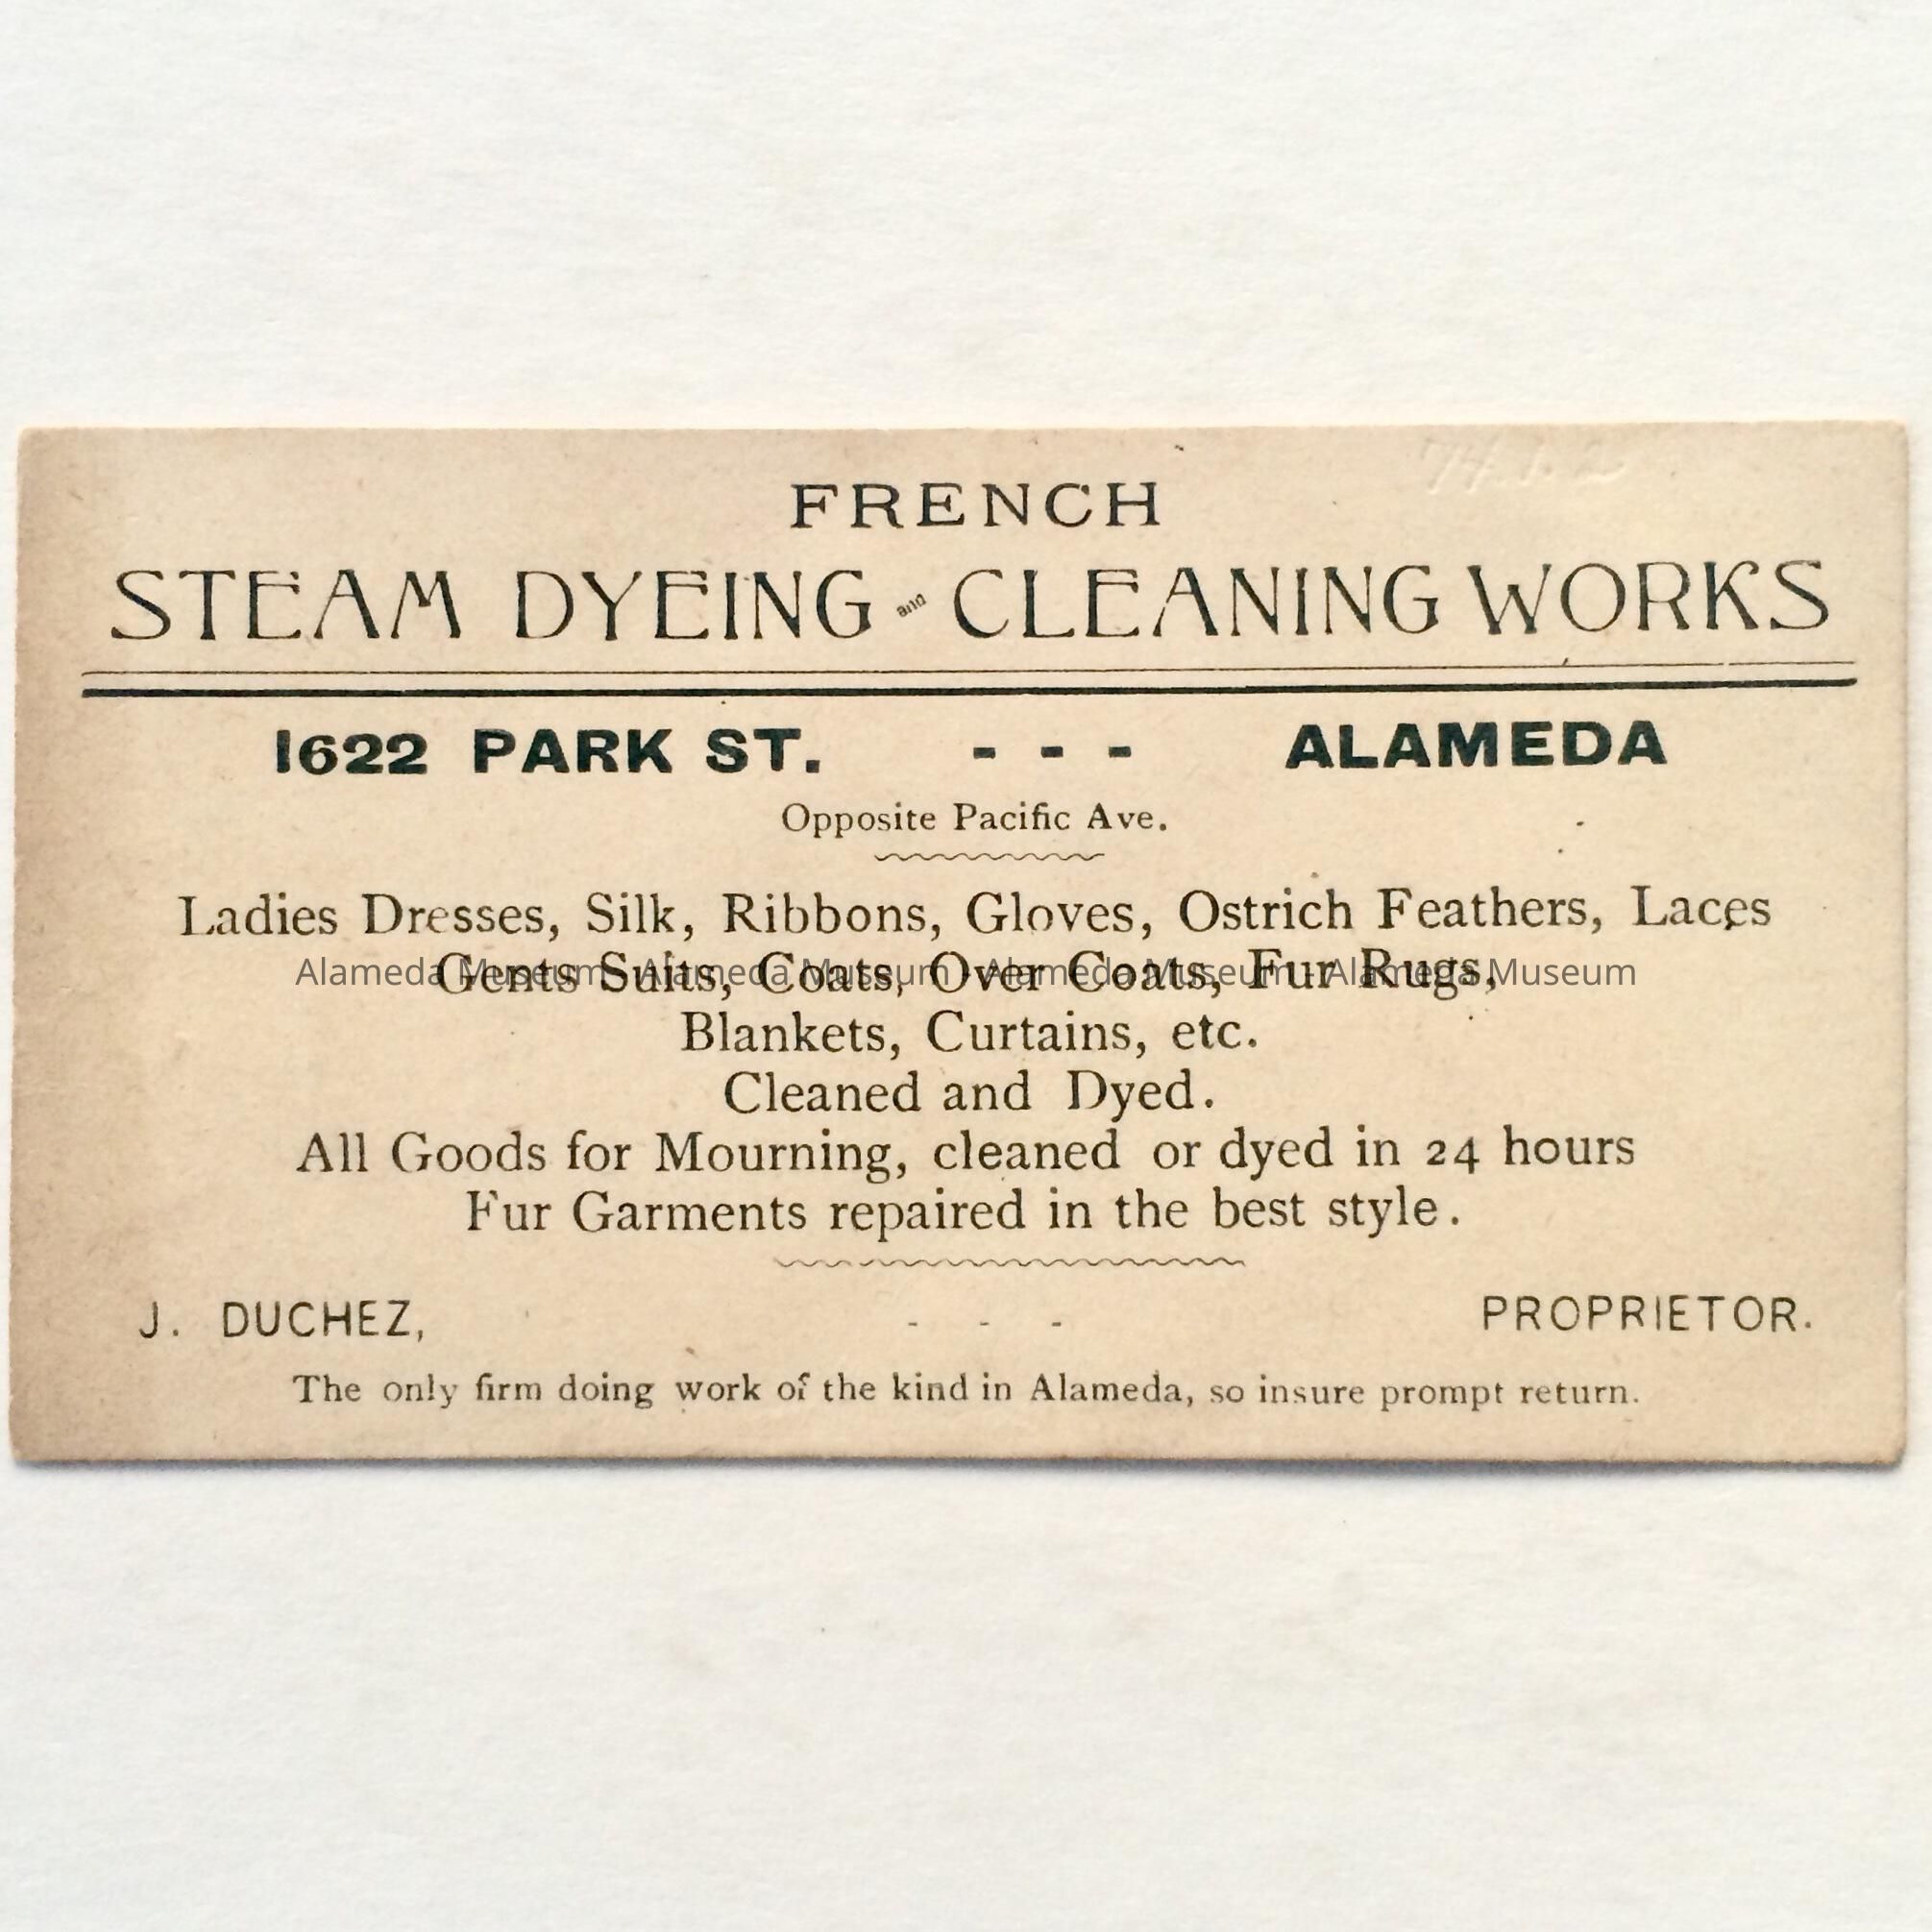 74.1.2
FRENCH
STEAM DYEING and CLEANING WORKS
1622 PARK ST. - - - ALAMEDA
Opposite Pacific Ave.
Ladies Dresses, Silk, Ribbons, Gloves, Ostrich Feathers, Laces
Gents Suits, Coats, Over Coats, Fur Rugs,
Alameda Museum - Alameda Museum - Alameda Museum - Alameda Museum
Blankets, Curtains, etc.
Cleaned and Dyed.
All Goods for Mourning, cleaned or dyed in 24 hours
Fur Garments repaired in the best style.
J. DUCHEZ, - - - PROPRIETOR.
The only firm doing work of the kind in Alameda, so insure prompt return.